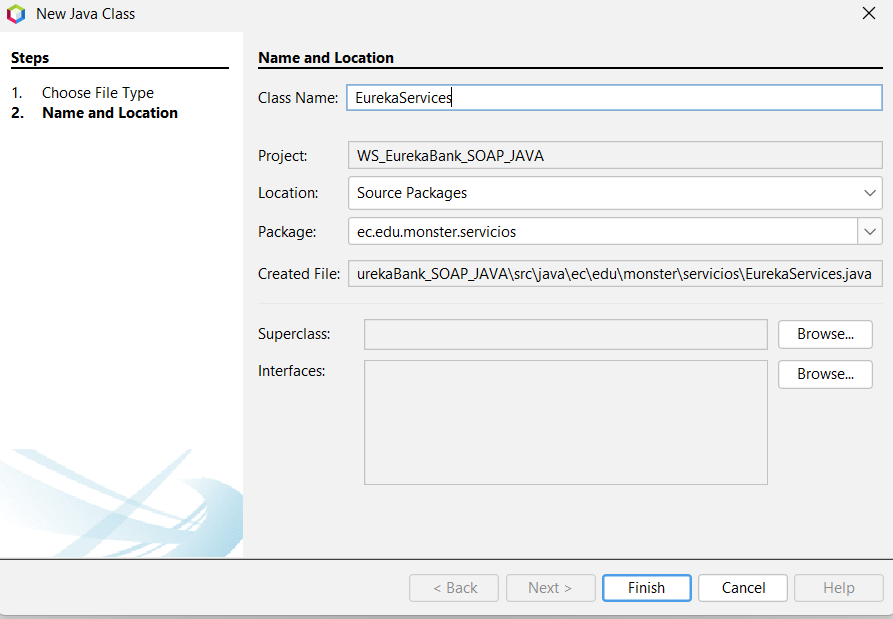 New Java Class
Steps
1. Choose File Type
2. Name and Location
Name and Location
Class Name: EurekaServices
Project: WS_EurekaBank_SOAP_JAVA
Location: Source Packages
Package: ec.edu.monster.servicios
Created File: urekaBank_SOAP_JAVA\src\java\ec\edu\monster\servicios\EurekaServices.java
Superclass: Browse...
Interfaces: Browse...
< Back Next > Finish Cancel Help